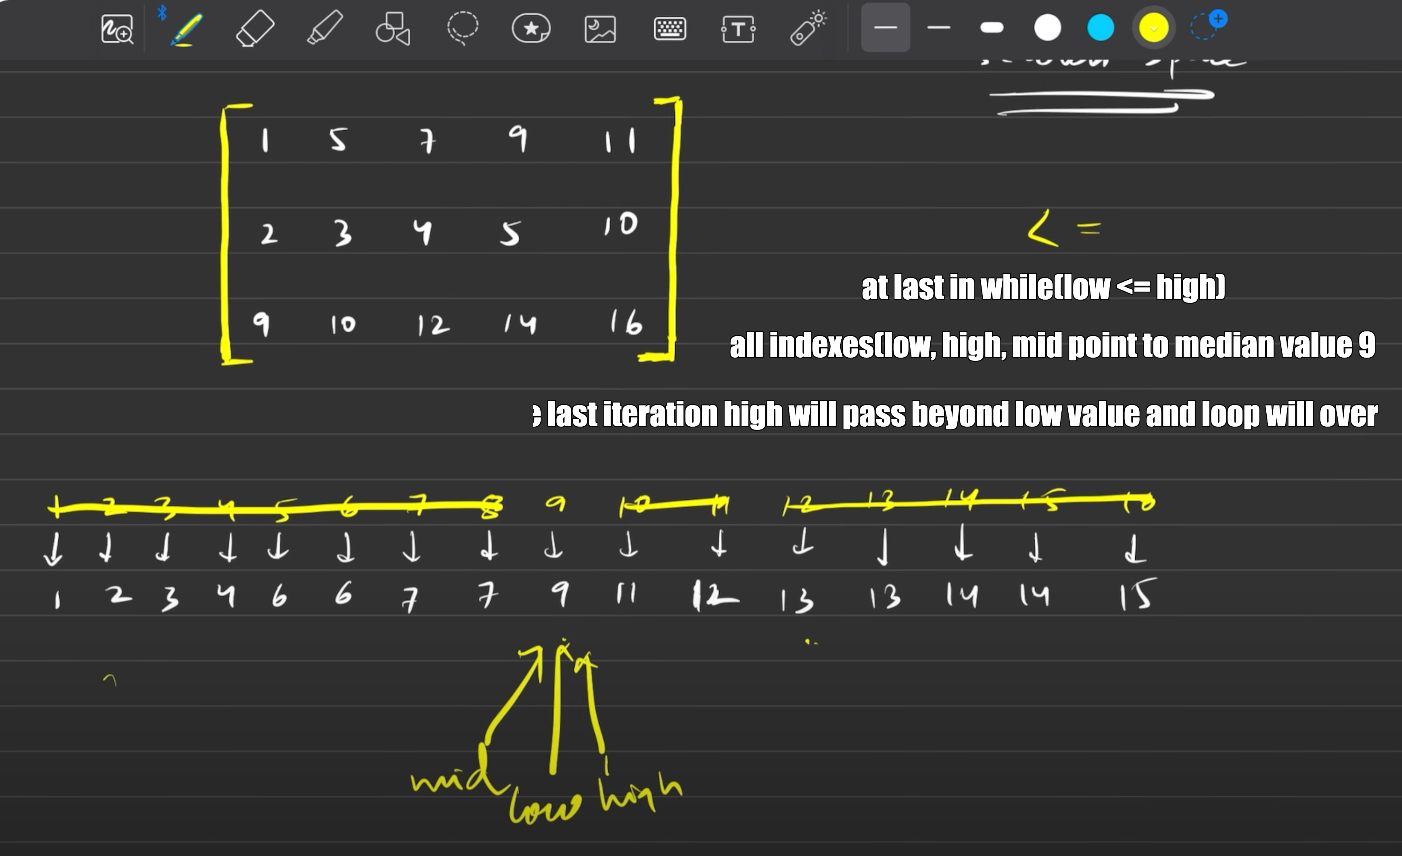 T
space
1 5 7 9 11
2 3 4 5 10
< =
at last in while(low <= high)
9 10 12 14 16
all indexes(low, high, mid point to median value 9
last iteration high will pass beyond low value and loop will over
1 2 3 4 5 6 7 8 9 10 11 12 13 14 15 16
1 2 3 4 6 6 7 7 9 11 12 13 13 14 14 15
mid low high